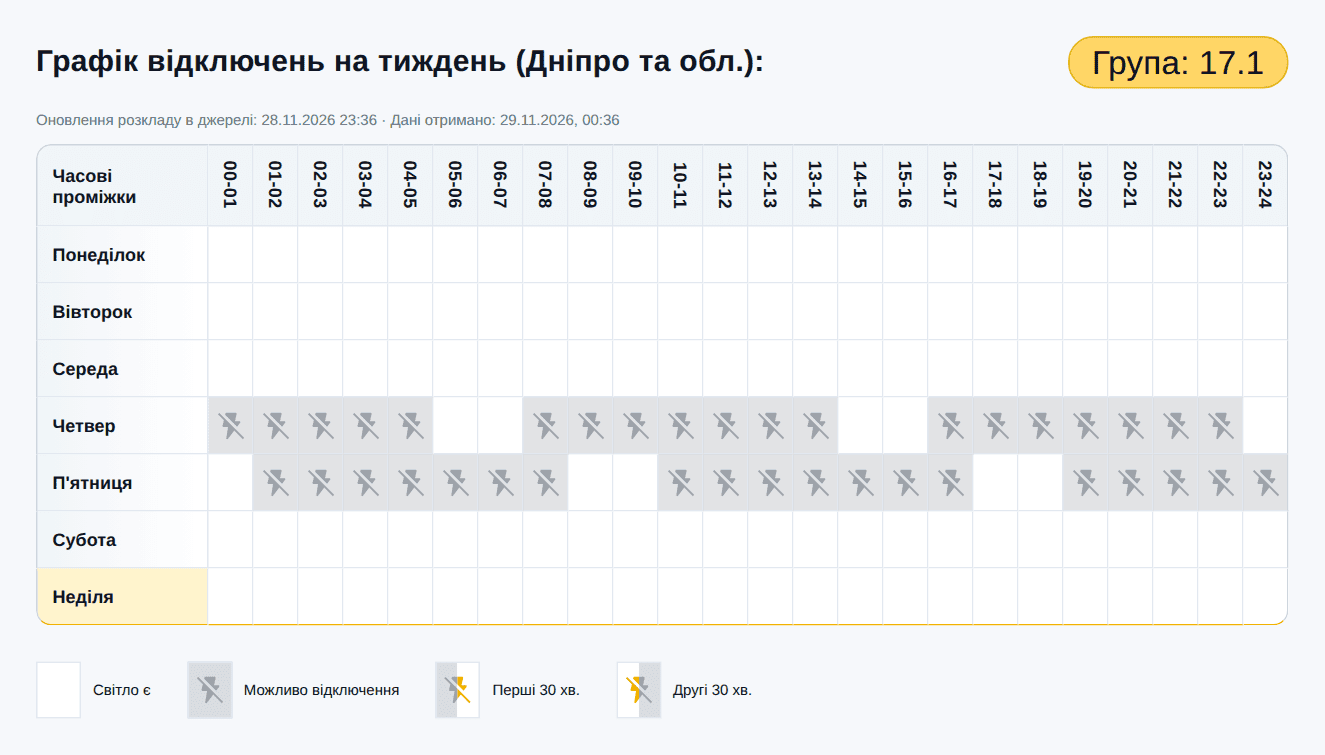 Графік відключень на тиждень (Дніпро та обл.):
Група: 17.1
Оновлення розкладу в джерелі: 28.11.2026 23:36 · Дані отримано: 29.11.2026, 00:36
Часові
проміжки
00-01
01-02
02-03
03-04
04-05
05-06
06-07
07-08
08-09
09-10
10-11
11-12
12-13
13-14
14-15
15-16
16-17
17-18
18-19
19-20
20-21
21-22
22-23
23-24
Понеділок
Вівторок
Середа
Четвер
П'ятниця
Субота
Неділя
Світло є
Можливо відключення
Перші 30 хв.
Другі 30 хв.